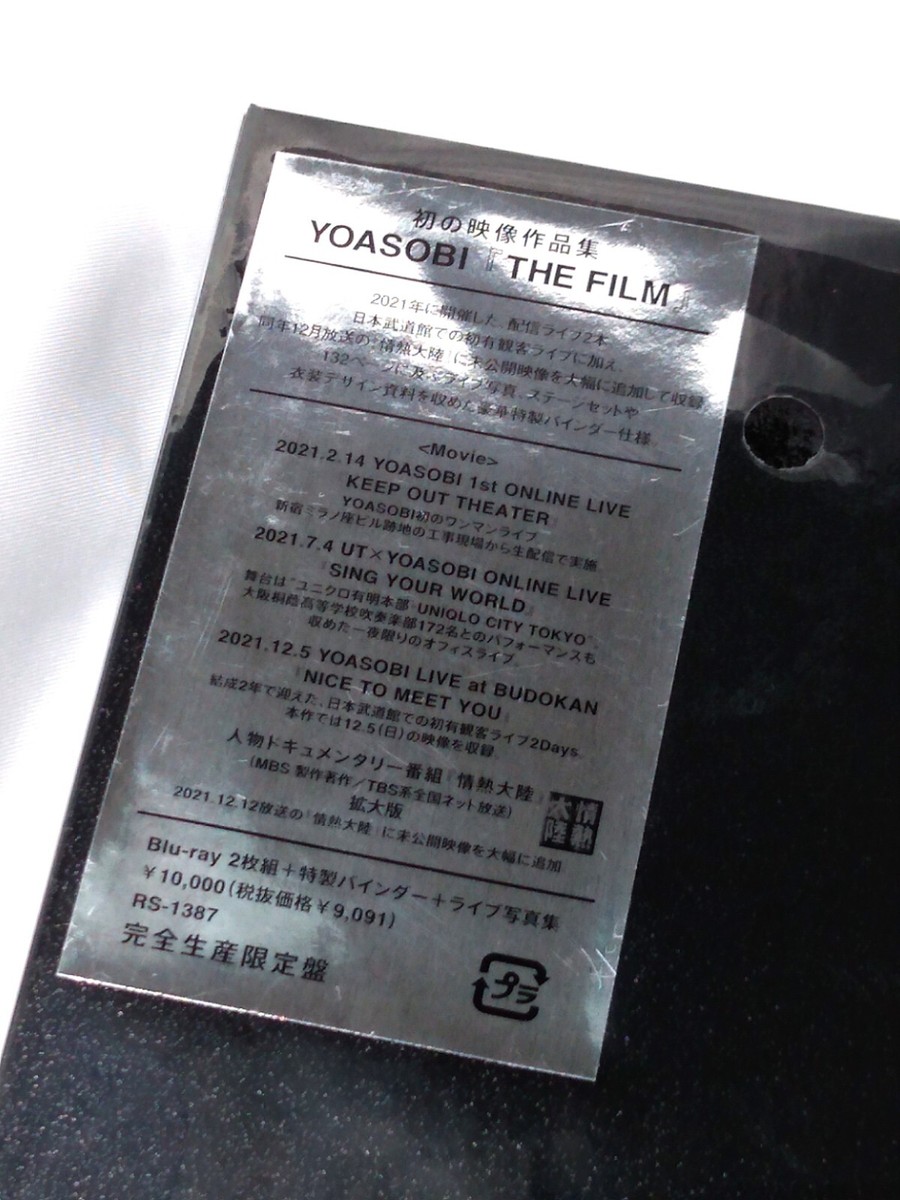 初の映像作品集
YOASOBI『THE FILM』
2021年に開催した、配信ライブ2本
日本武道館での初有観客ライブに加え、
同年12月放送の『情熱大陸』に未公開映像を大幅に追加して収録
132ページに及ぶライブ写真、ステージセットや
衣装デザイン資料を収めた豪華特製バインダー仕様。
<Movie>
2021.2.14 YOASOBI 1st ONLINE LIVE
『KEEP OUT THEATER』
YOASOBI初のワンマンライブ
新宿ミラノ座ビル跡地の工事現場から生配信で実施。
2021.7.4 UT×YOASOBI ONLINE LIVE
『SING YOUR WORLD』
舞台は"ユニクロ有明本部 UNIQLO CITY TOKYO"。
大阪桐蔭高等学校吹奏楽部172名とのパフォーマンスも
収めた一夜限りのオフィスライブ。
2021.12.5 YOASOBI LIVE at BUDOKAN
『NICE TO MEET YOU』
結成2年で迎えた、日本武道館での初有観客ライブ2Days。
本作では12.5(日)の映像を収録。
人物ドキュメンタリー番組『情熱大陸』
(MBS 製作著作/TBS系全国ネット放送)
拡大版
情熱大陸
2021.12.12放送の『情熱大陸』に未公開映像を大幅に追加
Blu-ray 2枚組+特製バインダー+ライブ写真集
¥10,000(税抜価格¥9,091)
RS-1387
完全生産限定盤
プラ